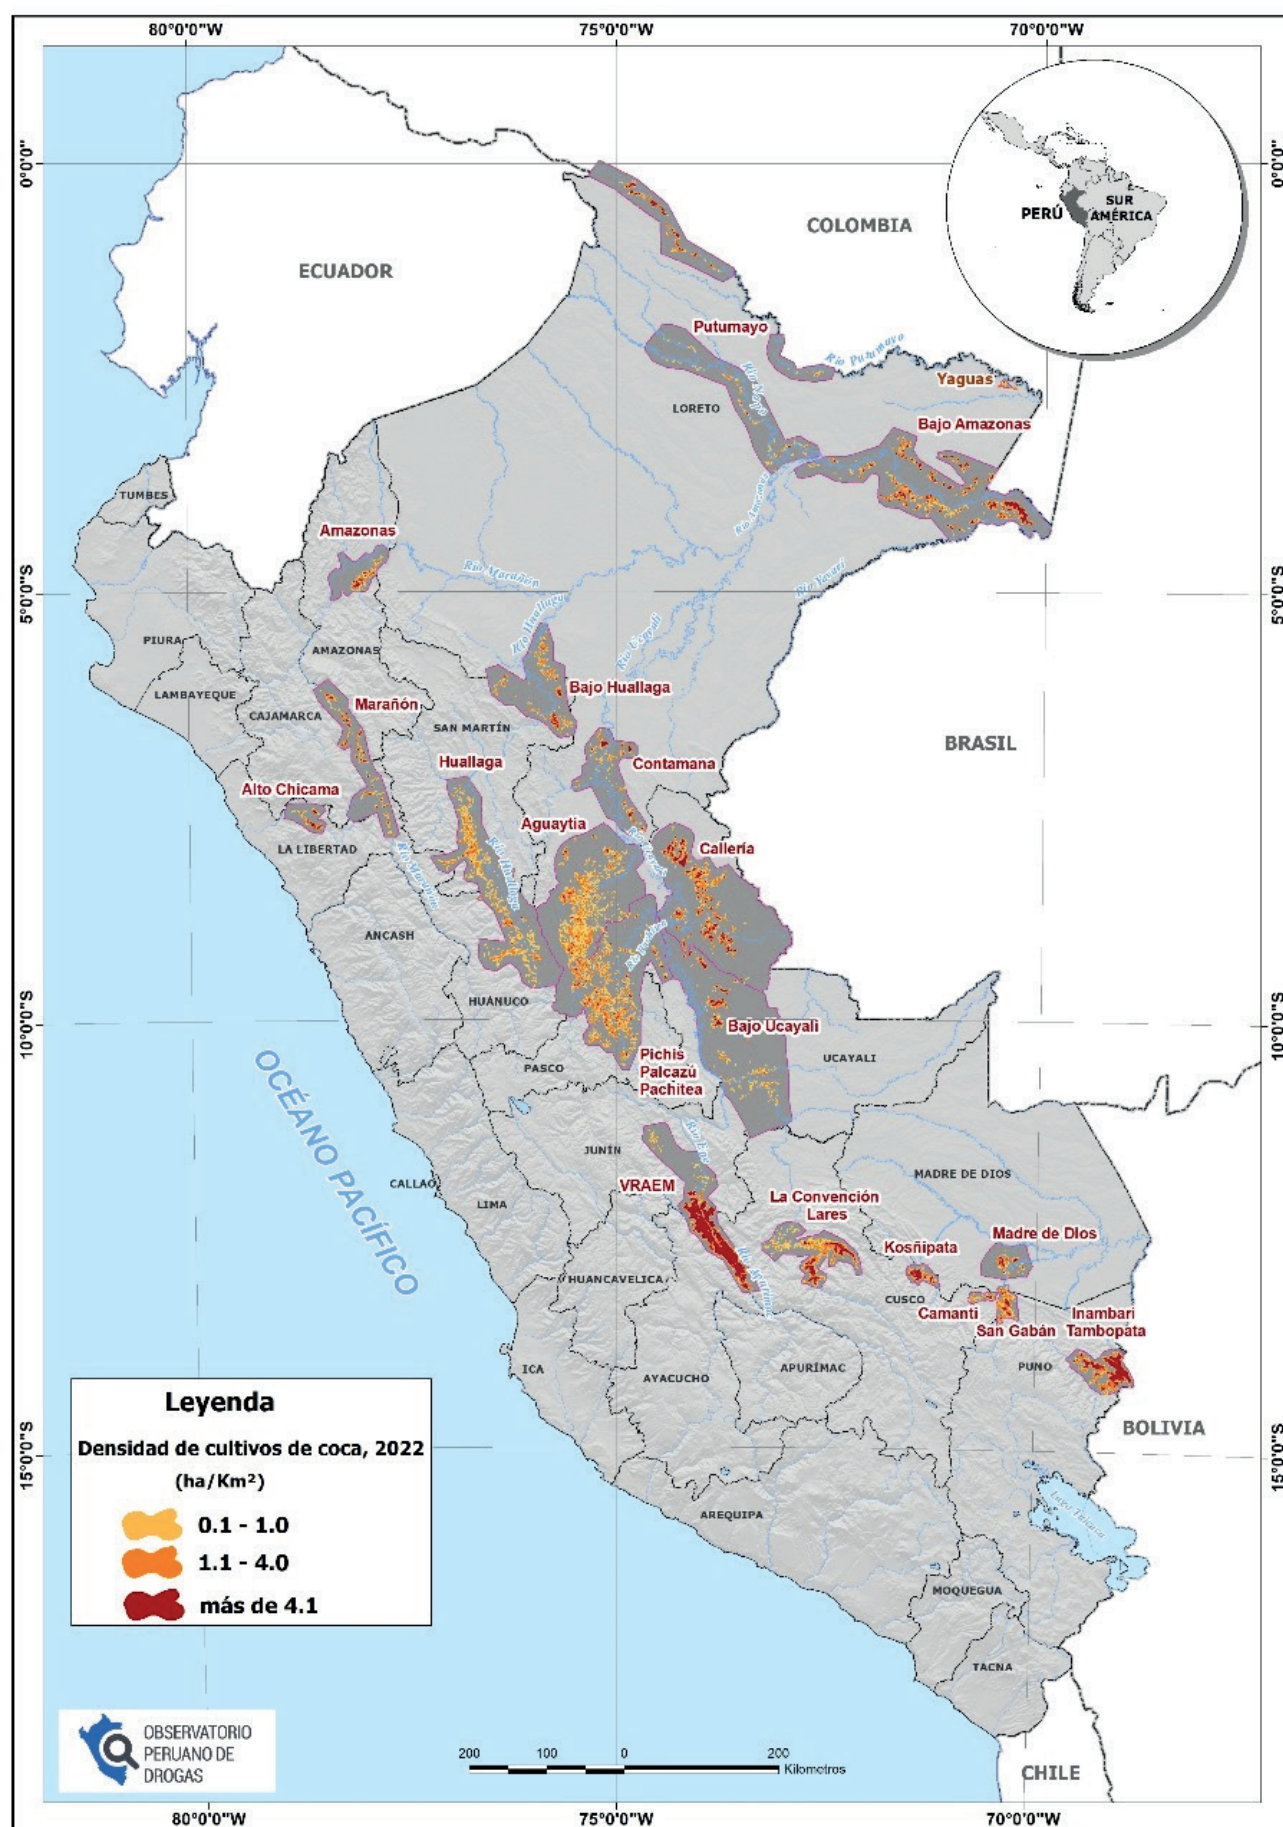 80°0'0"W
75°0'0"W
70°0'0"W
0°0'0"
0°0'0"
COLOMBIA
PERÚ
SUR
AMÉRICA
ECUADOR
Putumayo
Río Putumayo
Yaguas
Río Napo
LORETO
Bajo Amazonas
TUMBES
Río Amazonas
Amazonas
Río Marañón
Río Yavarí
5°0'0"S
5°0'0"S
Río Huallaga
Río Ucayali
PIURA
AMAZONAS
LAMBAYEQUE
Bajo Huallaga
Marañón
CAJAMARCA
SAN MARTÍN
BRASIL
Huallaga
Contamana
Alto Chicama
Aguaytia
Callería
LA LIBERTAD
Río Huallaga
Río Marañón
ANCASH
HUÁNUCO
10°0'0"S
10°0'0"S
Bajo Ucayali
UCAYALI
Pichis
Palcazú
Pachitea
PASCO
OCÉANO PACÍFICO
Río Ene
JUNÍN
MADRE DE DIOS
CALLAO
VRAEM
LIMA
La Convención
Lares
Kosñipata
Madre de DIos
HUANCAVELICA
CUSCO
Camanti
San Gabán
Inambari
Tambopata
ICA
AYACUCHO
APURÍMAC
PUNO
BOLIVIA
Leyenda
Densidad de cultivos de coca, 2022
(ha/Km²)
0.1 - 1.0
1.1 - 4.0
más de 4.1
15°0'0"S
15°0'0"S
AREQUIPA
Lago Titicaca
MOQUEGUA
TACNA
OBSERVATORIO
PERUANO DE
DROGAS
200 100 0 200
Kilometros
CHILE
80°0'0"W
75°0'0"W
70°0'0"W